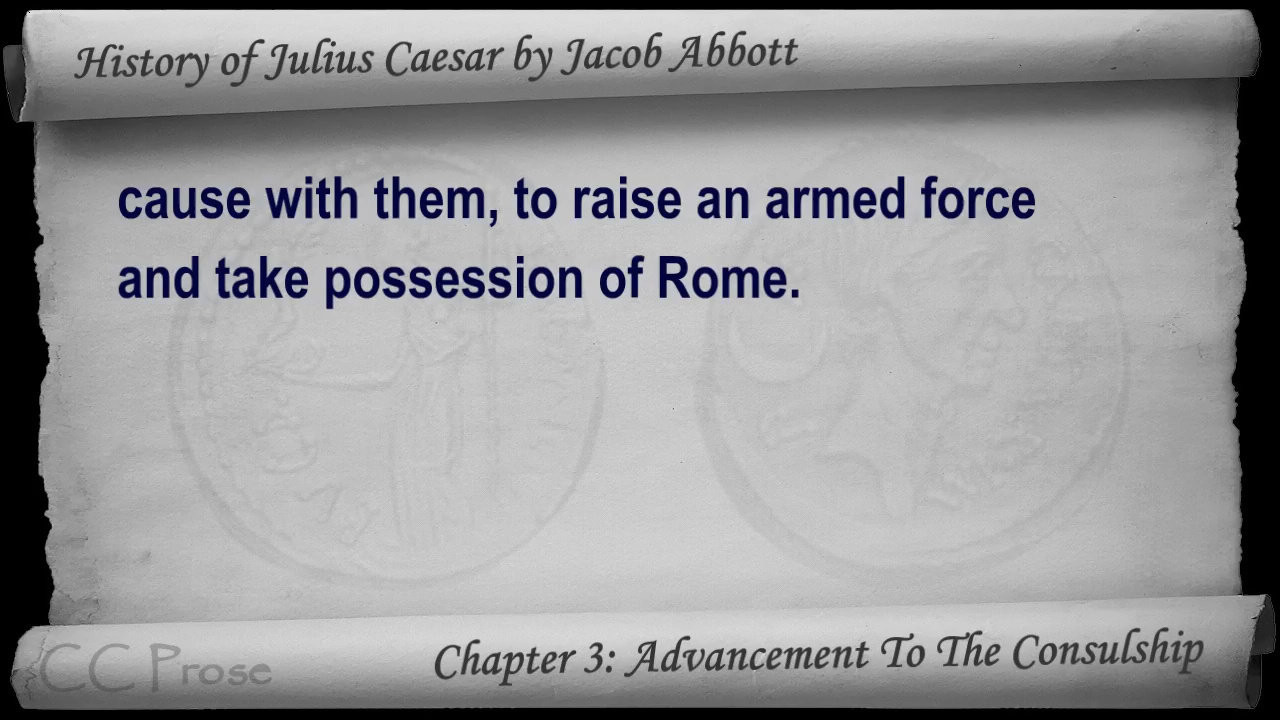 History of Julius Caesar by Jacob Abbott
cause with them, to raise an armed force
and take possession of Rome.
CC Prose
Chapter 3: Advancement To The Consulship